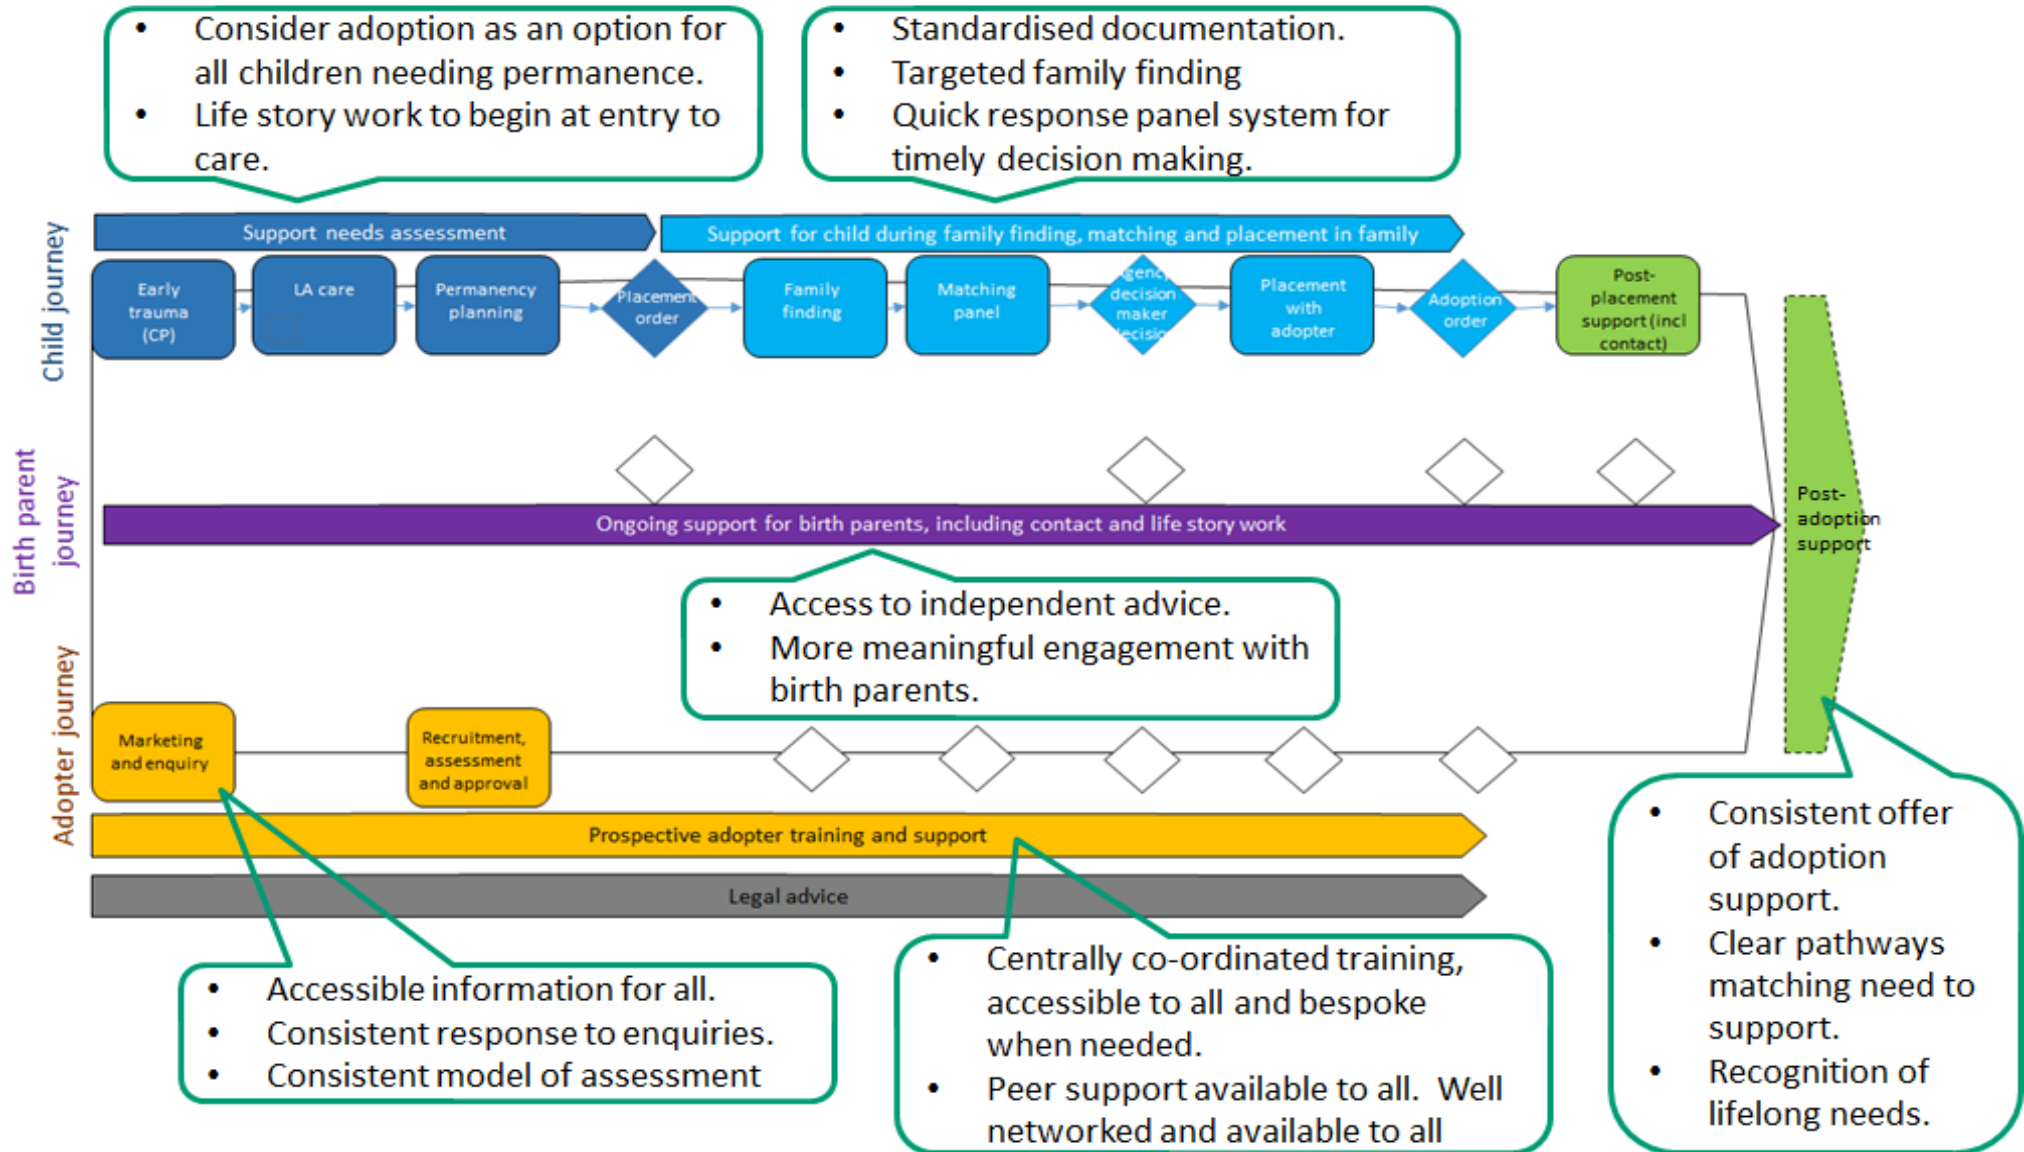 • Consider adoption as an option for
all children needing permanence.
• Life story work to begin at entry to
care.
• Standardised documentation.
• Targeted family finding
• Quick response panel system for
timely decision making.
Child journey
Support needs assessment
Support for child during family finding, matching and placement in family
Early
trauma
(CP)
LA care
Permanency
planning
Placement
order
Family
finding
Matching
panel
Agency
decision
maker
decision
Placement
with
adopter
Adoption
order
Post-
placement
support (incl
contact)
Birth parent
journey
Ongoing support for birth parents, including contact and life story work
Post-
adoption
support
• Access to independent advice.
• More meaningful engagement with
birth parents.
Adopter journey
Marketing
and enquiry
Recruitment,
assessment
and approval
Prospective adopter training and support
Legal advice
• Accessible information for all.
• Consistent response to enquiries.
• Consistent model of assessment
• Centrally co-ordinated training,
accessible to all and bespoke
when needed.
• Peer support available to all.  Well
networked and available to all
• Consistent offer
of adoption
support.
• Clear pathways
matching need to
support.
• Recognition of
lifelong needs.